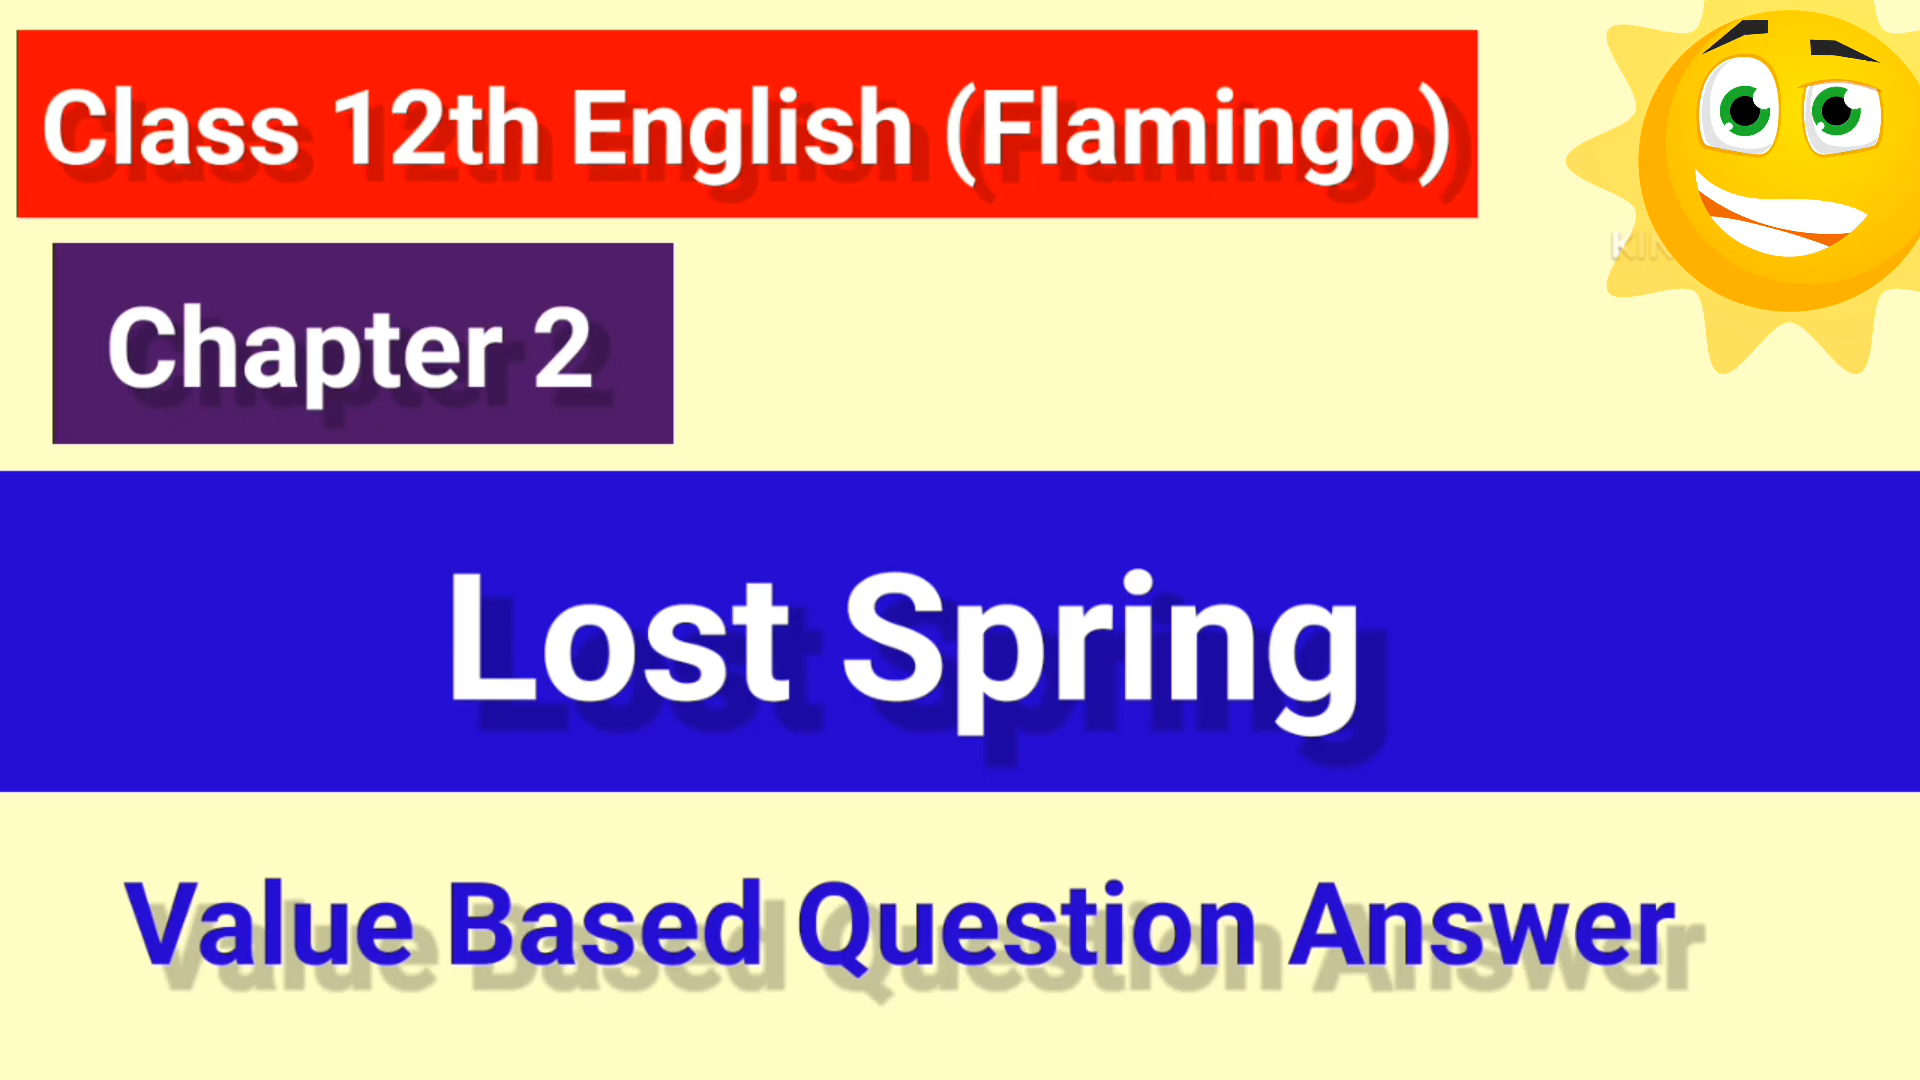 Class 12th English (Flamingo)
Chapter 2
Lost Spring
Value Based Question Answer